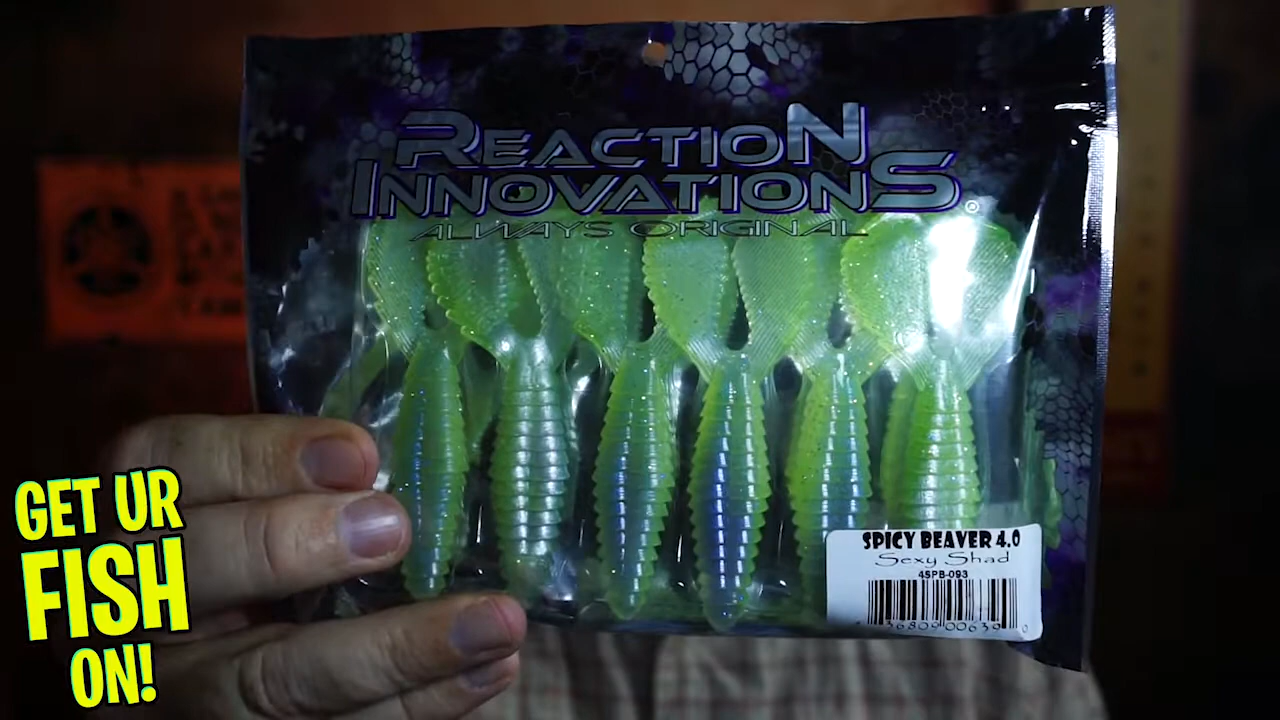 REACTION
INNOVATIONS®
ALWAYS ORIGINAL
SPICY BEAVER 4.0
Sexy Shad
4SPB-093
GET UR
FISH
ON!